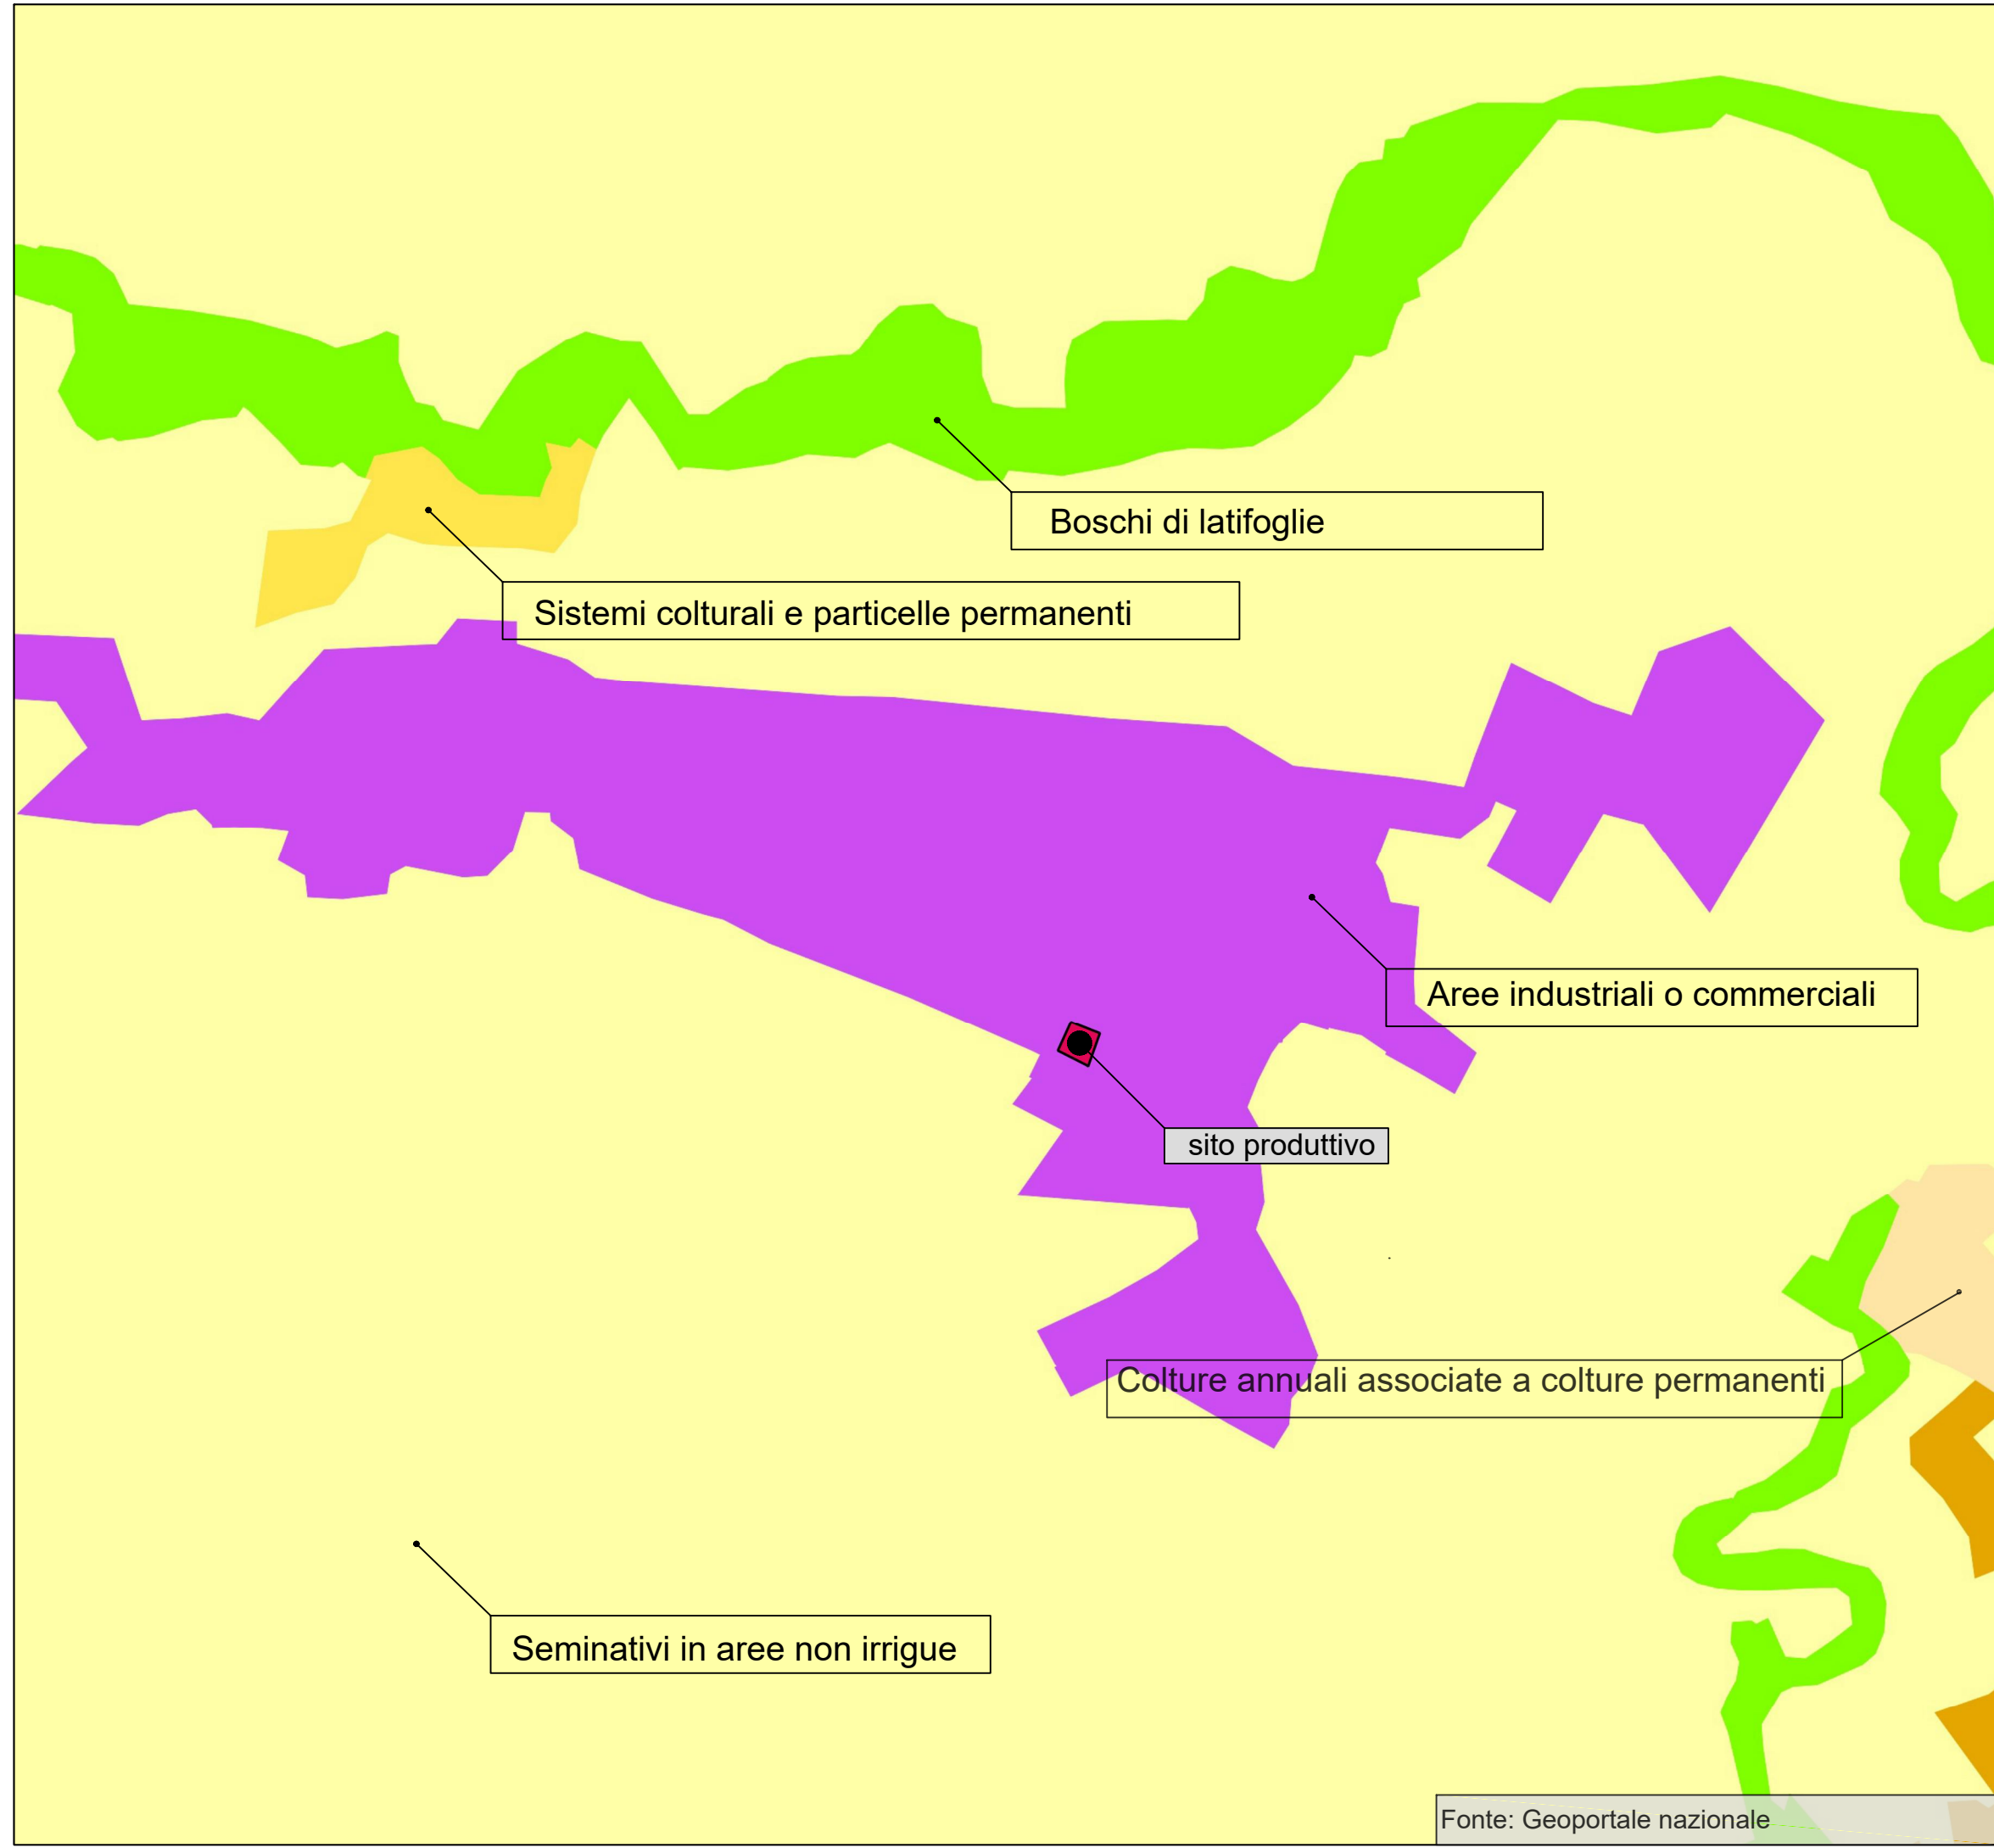 Boschi di latifoglie
Sistemi colturali e particelle permanenti
Aree industriali o commerciali
sito produttivo
Colture annuali associate a colture permanenti
Seminativi in aree non irrigue
Fonte: Geoportale nazionale